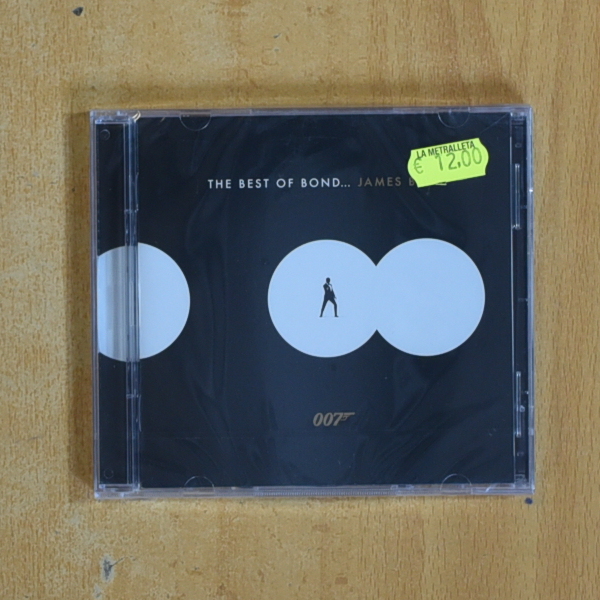 LA METRALLETA
€ 12,00
THE BEST OF BOND... JAMES
007